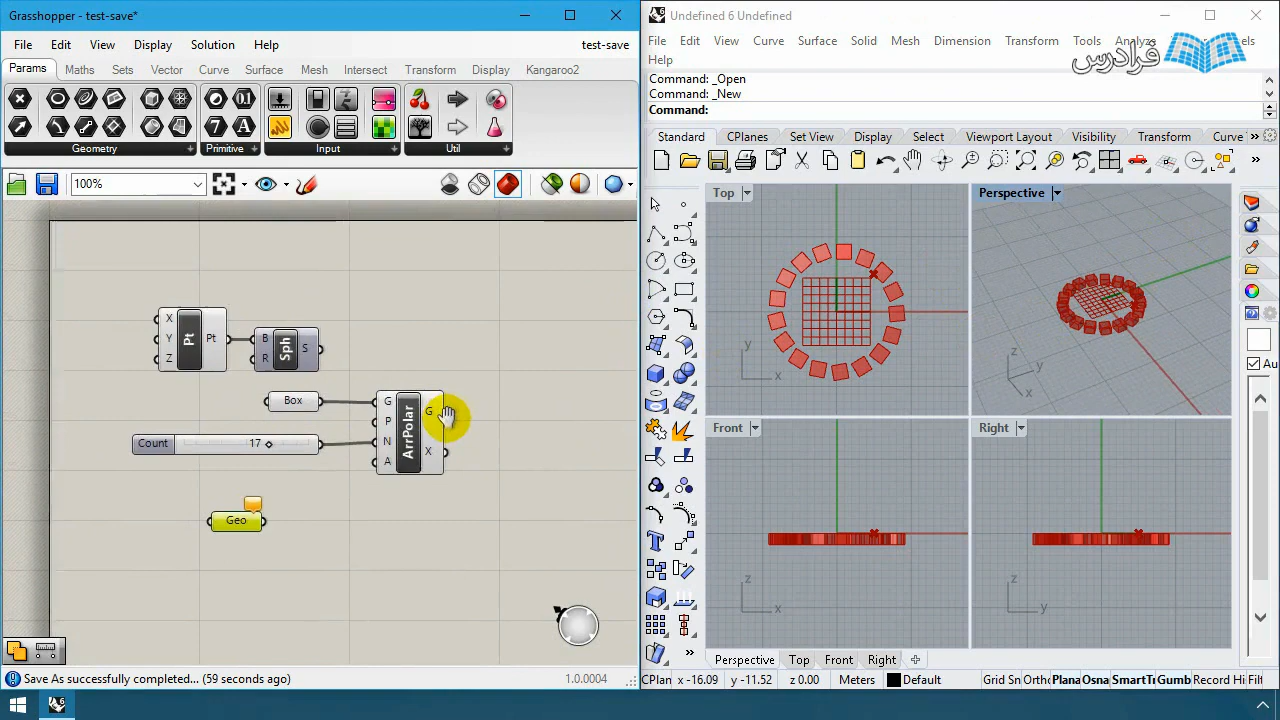 Grasshopper - test-save*
File Edit View Display Solution Help test-save
Params Maths Sets Vector Curve Surface Mesh Intersect Transform Display Kangaroo2
Geometry Primitive Input Util
100%
X
Y
Z
Pt
Pt
B
R
Sph
S
Box
G
P
N
A
ArrPolar
G
X
Count 17
Geo
Save As successfully completed... (59 seconds ago) 1.0.0004
Undefined 6 Undefined
File Edit View Curve Surface Solid Mesh Dimension Transform Tools Analyze
Help
فرادرس
Command: _Open
Command: _New
Command:
Standard CPlanes Set View Display Select Viewport Layout Visibility Transform Curve
Top
y
x
Perspective
z
y
x
Front
z
x
Right
z
y
Au
Perspective Top Front Right
CPlan x -16.09 y -11.52 z 0.00 Meters Default Grid Sn Ortho Plana Osna SmartT Gumb Record Hi Filt